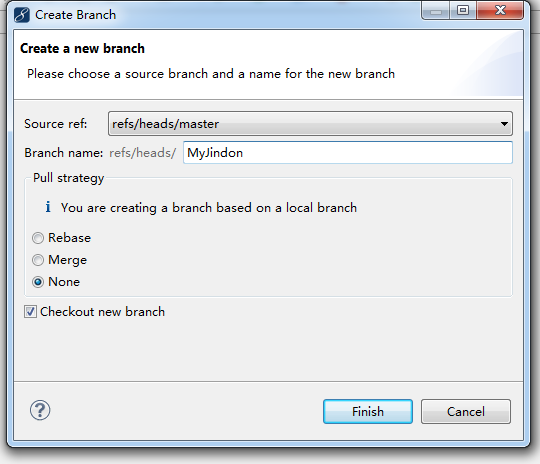 Create Branch
Create a new branch
Please choose a source branch and a name for the new branch
Source ref: refs/heads/master
Branch name: refs/heads/ MyJindon
Pull strategy
i You are creating a branch based on a local branch
Rebase
Merge
None
Checkout new branch
? Finish Cancel